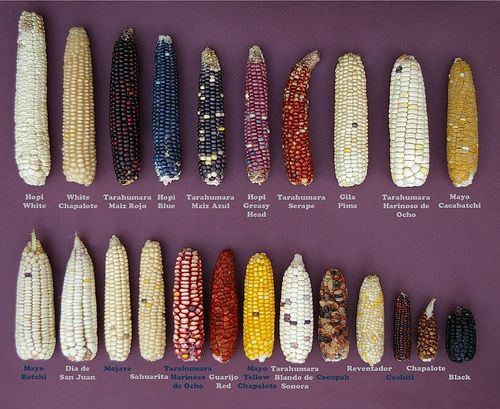 Hopi White
White Chapalote
Tarahumara Maiz Rojo
Hopi Blue
Tarahumara Maiz Azul
Hopi Greasy Head
Tarahumara Serape
Gila Pima
Tarahumara Harinoso de Ocho
Mayo Cacabatchi
Mayo Batchi
Dia de San Juan
Mojave
Sahuarita
Tarahumara Harinoso de Ocho
Guarijo Red
Mayo Yellow Chapalote
Tarahumara Blando de Sonora
Cocopah
Reventador
Cochiti
Chapalote
Black